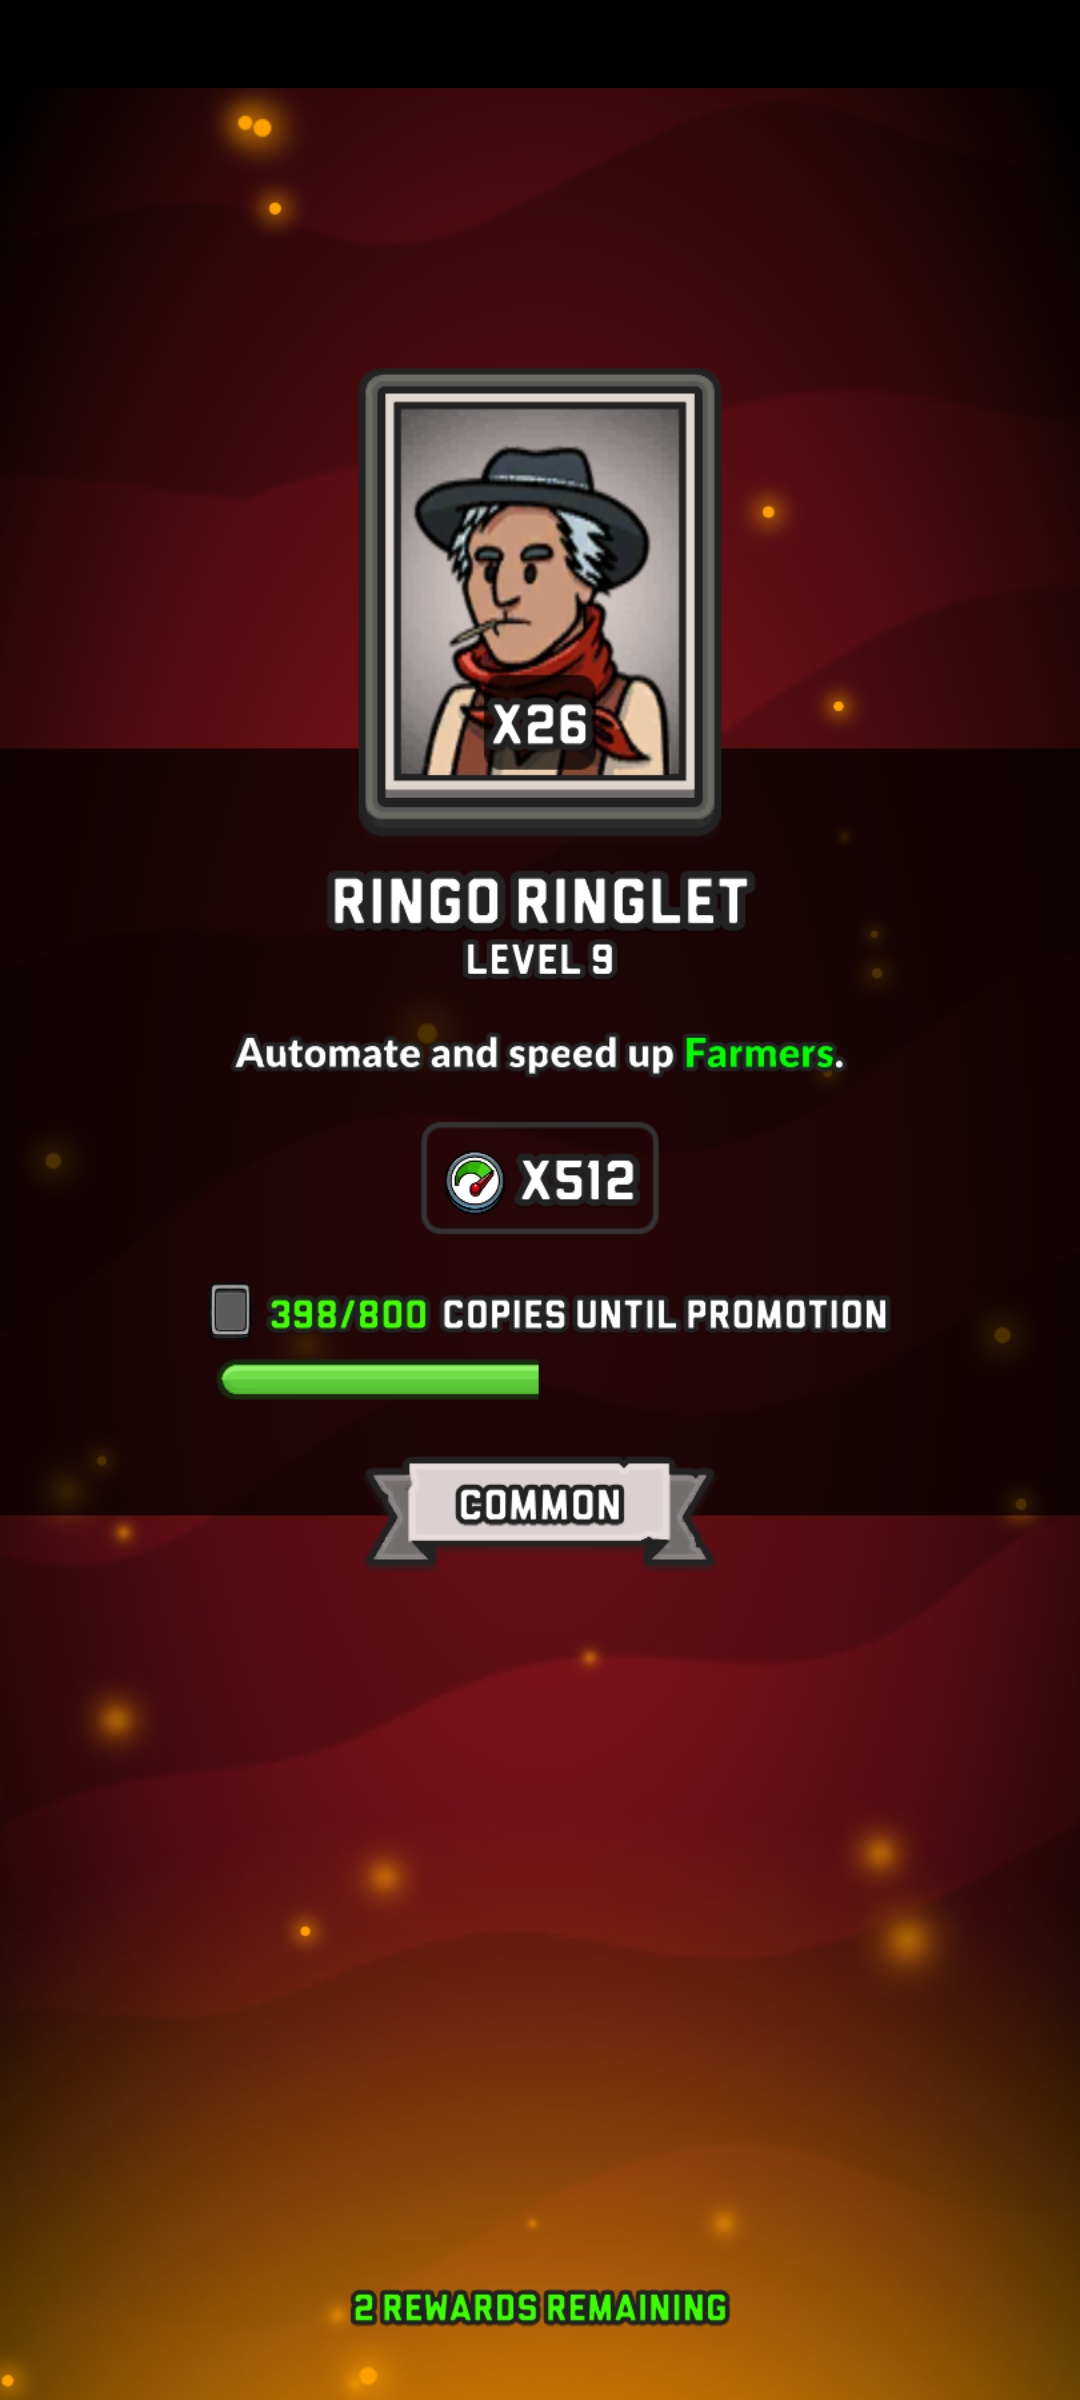 X26
RINGO RINGLET
LEVEL 9
Automate and speed up Farmers.
X512
398/800 COPIES UNTIL PROMOTION
COMMON
2 REWARDS REMAINING